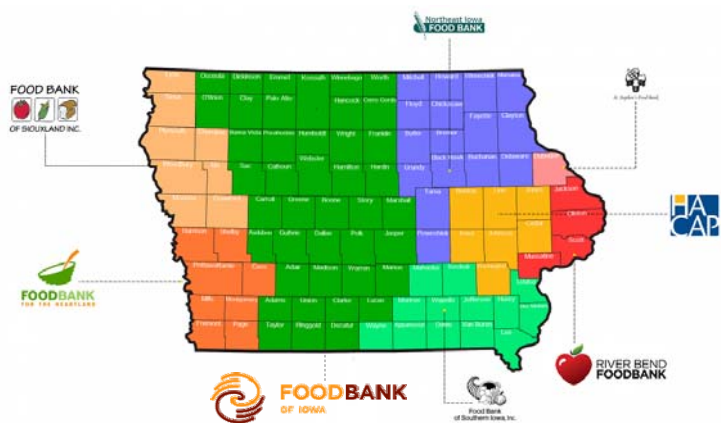 Northeast Iowa
FOOD BANK
FOOD BANK
OF SIOUXLAND INC.
St. Stephen's Food Bank
HACAP
FOODBANK
FOR THE HEARTLAND
RIVER BEND
FOODBANK
FOODBANK
OF IOWA
Food Bank
of Southern Iowa, Inc.
Lyon Osceola Dickinson Emmet Kossuth Winnebago Worth Mitchell Howard Winneshiek
Sioux O'Brien Clay Palo Alto Hancock Cerro Gordo Floyd Chickasaw
Fayette Clayton
Plymouth Cherokee Buena Vista Pocahontas Humboldt Wright Franklin Butler Bremer
Webster
Woodbury Ida Sac Calhoun Hamilton Hardin Grundy Black Hawk Buchanan Delaware Dubuque
Monona Crawford Carroll Greene Boone Story Marshall Tama Benton Linn Jones Jackson
Clinton
Cedar
Harrison Shelby Audubon Guthrie Dallas Polk Jasper Poweshiek Iowa Johnson Scott
Muscatine
Pottawattamie Cass Adair Madison Warren Marion Mahaska Keokuk Washington Louisa
Mills Montgomery Adams Union Clarke Lucas Monroe Wapello Jefferson Henry
Fremont Page Taylor Ringgold Decatur Wayne Appanoose Davis Van Buren Lee